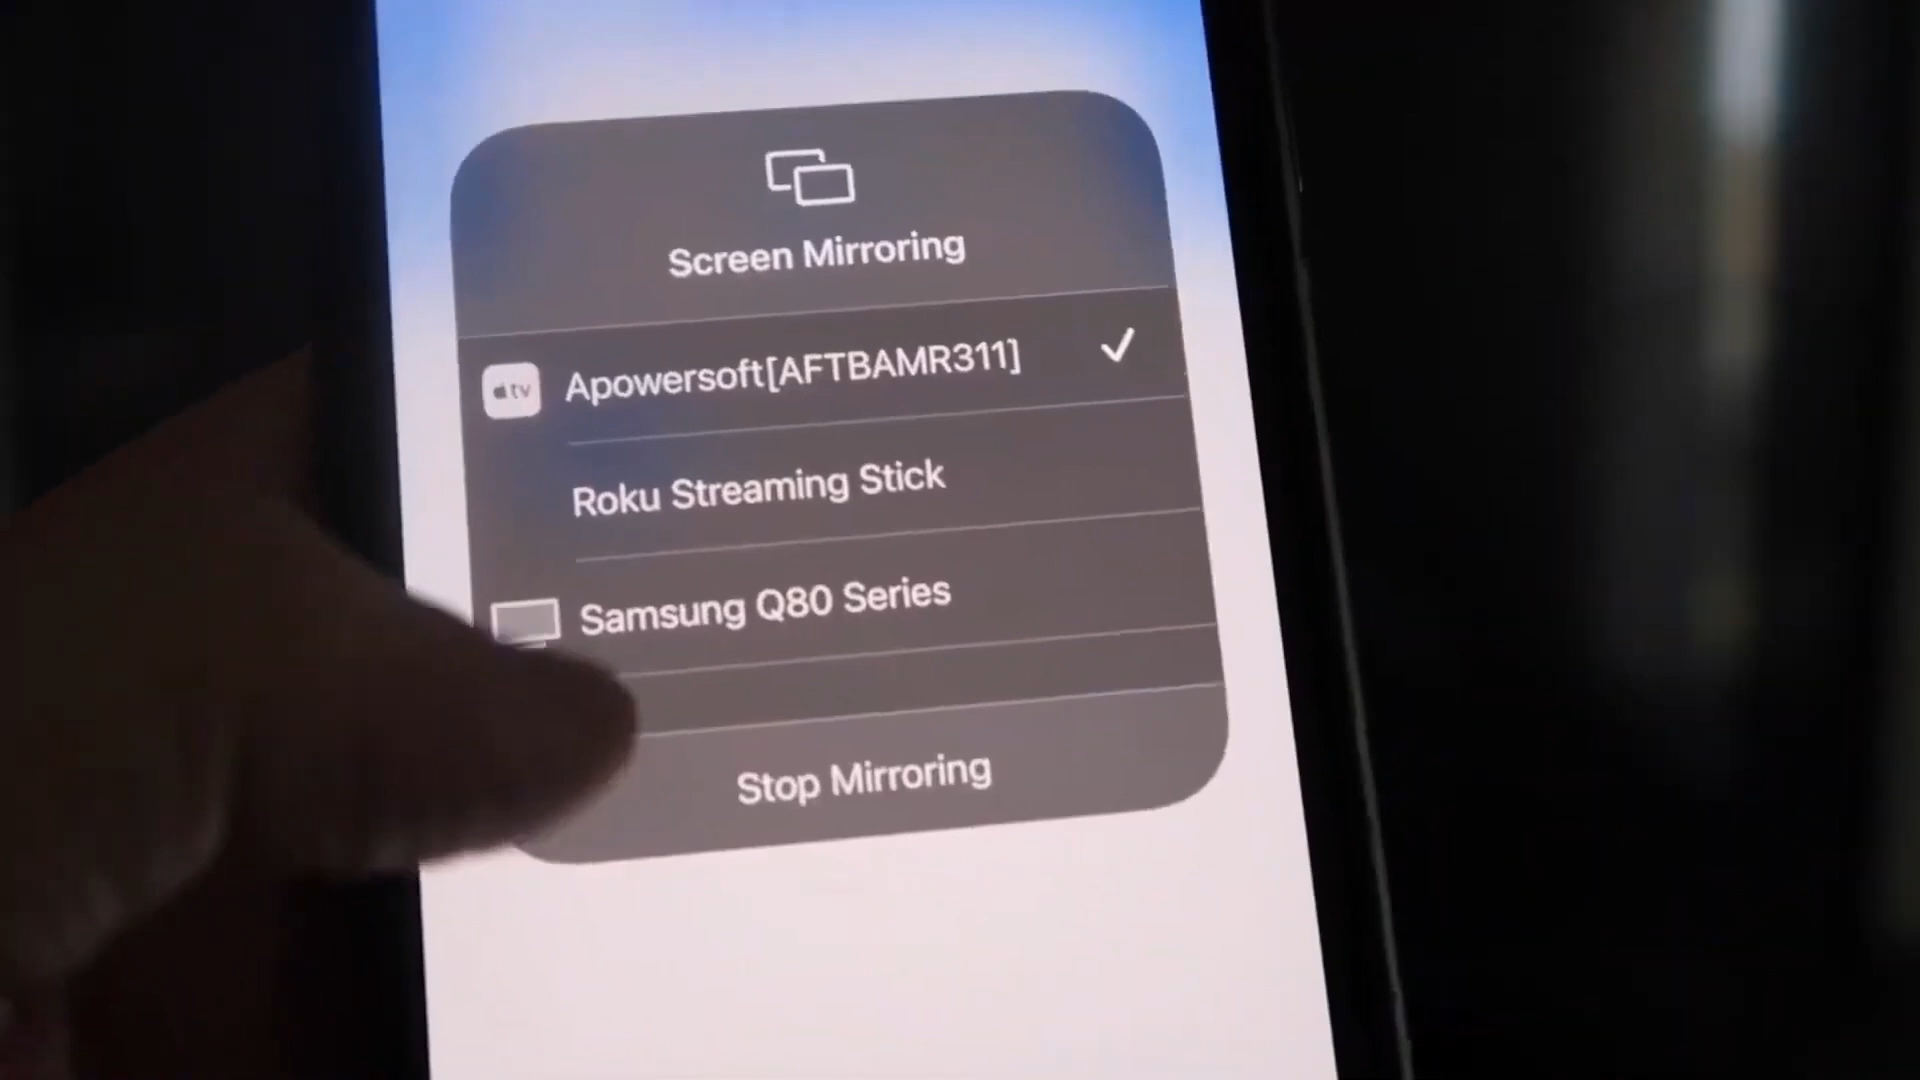 Screen Mirroring
tv
Apowersoft[AFTBAMR311]
Roku Streaming Stick
Samsung Q80 Series
Stop Mirroring